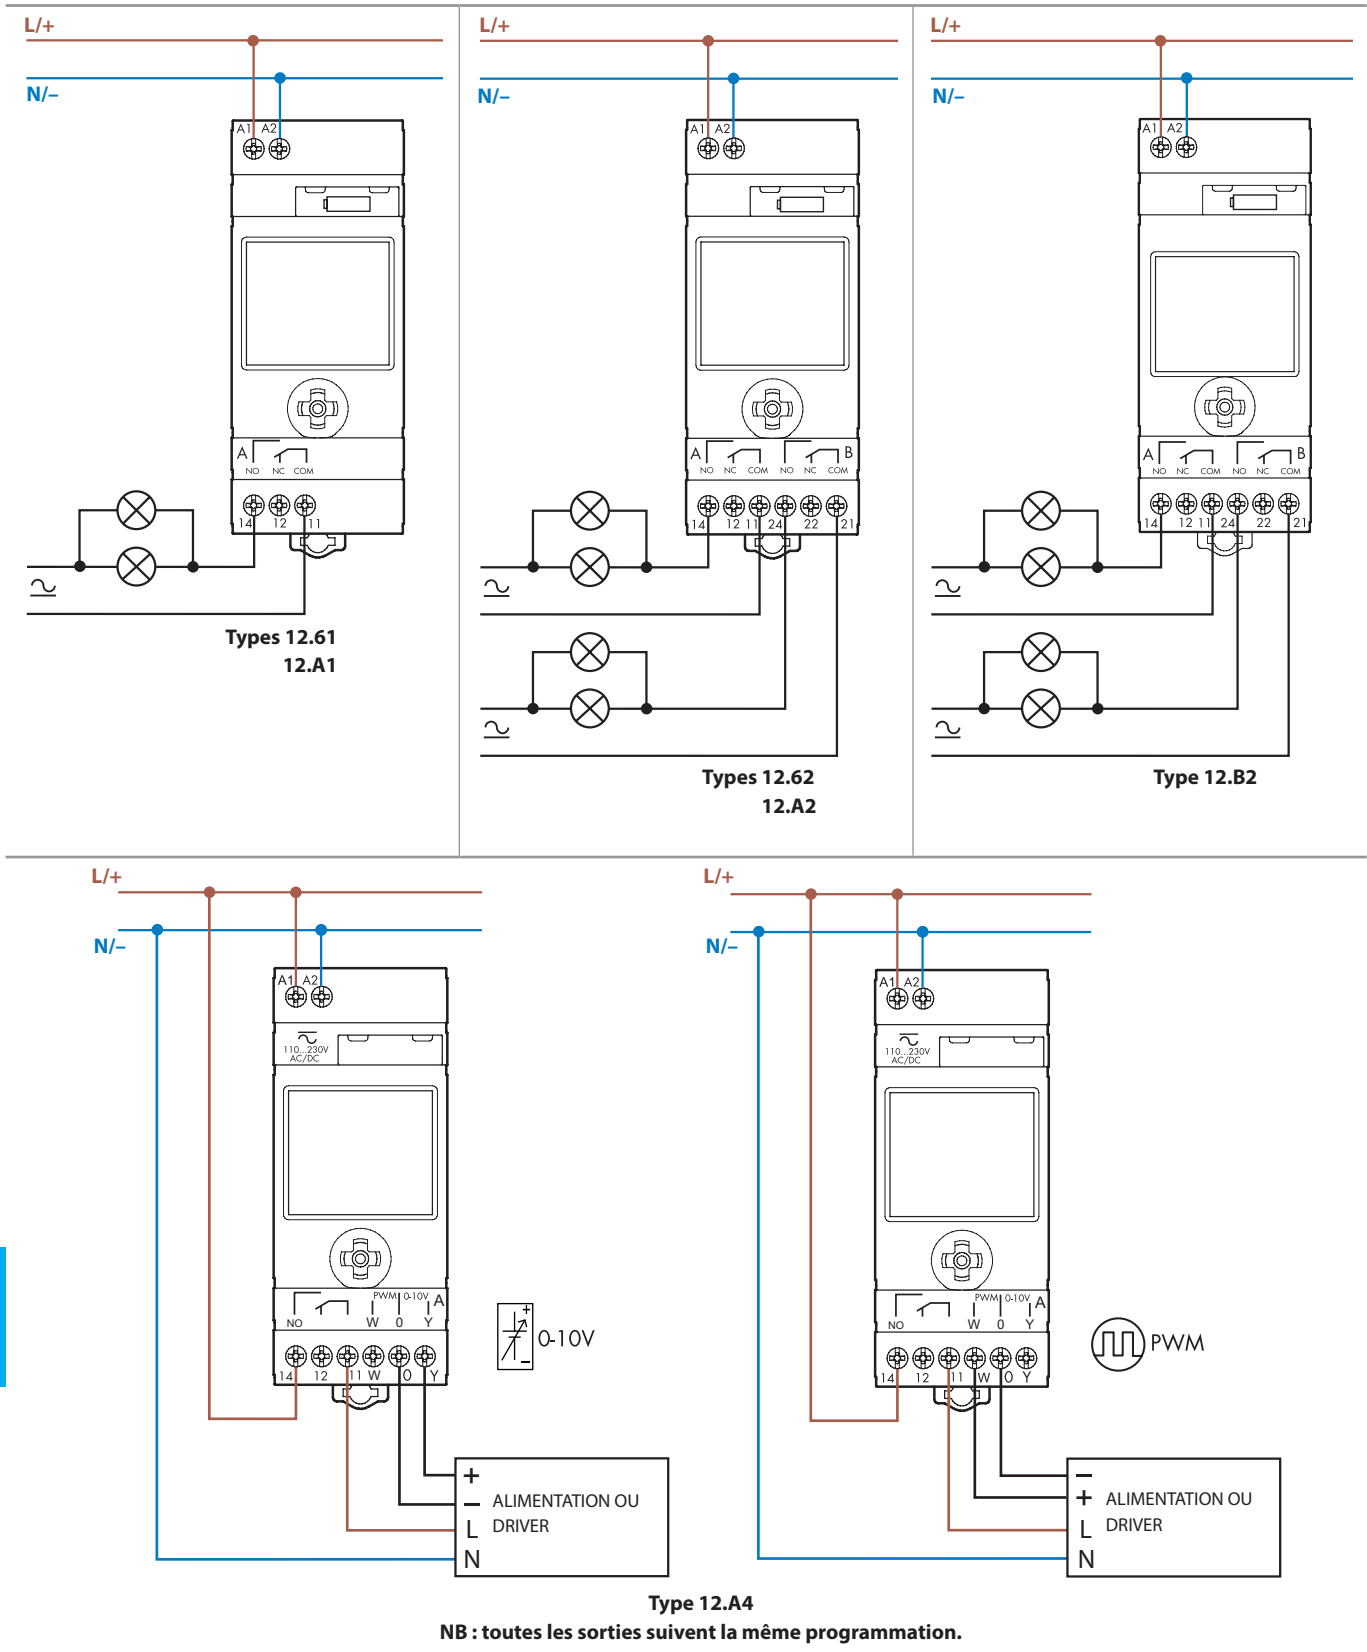 L/+
N/–
A1 A2
A
NO NC COM
14 12 11
Types 12.61
12.A1
L/+
N/–
A1 A2
A B
NO NC COM NO NC COM
14 12 11 24 22 21
Types 12.62
12.A2
L/+
N/–
A1 A2
A B
NO NC COM NO NC COM
14 12 11 24 22 21
Type 12.B2
L/+
N/–
A1 A2
110...230V
AC/DC
PWM 0-10V A
NO W 0 Y
14 12 11 W 0 Y
0-10V
+
–
+
– ALIMENTATION OU
L DRIVER
N
L/+
N/–
A1 A2
110...230V
AC/DC
PWM 0-10V A
NO W 0 Y
14 12 11 W 0 Y
PWM
–
+ ALIMENTATION OU
L DRIVER
N
Type 12.A4
NB : toutes les sorties suivent la même programmation.